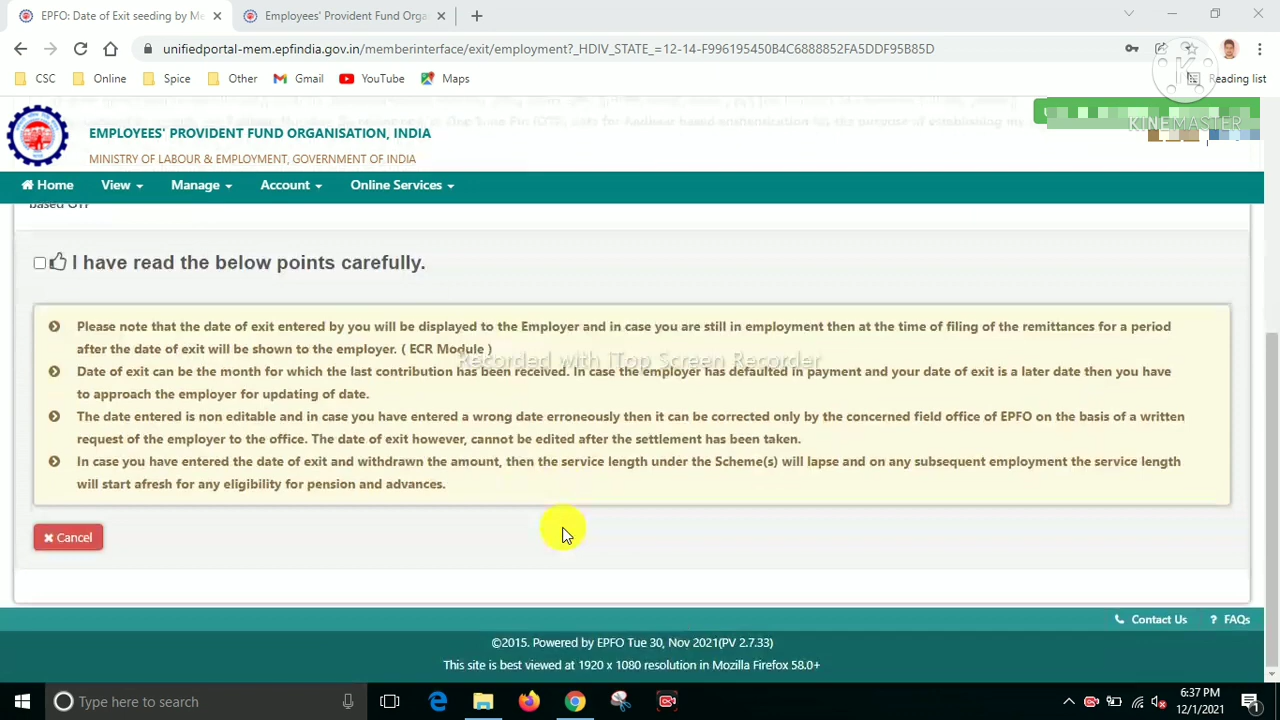 EPFO: Date of Exit seeding by Me
Employees' Provident Fund Orga
unifiedportal-mem.epfindia.gov.in/memberinterface/exit/employment?_HDIV_STATE_=12-14-F996195450B4C6888852FA5DDF95B85D
CSC Online Spice Other Gmail YouTube Maps Reading list
KINEMASTER
EMPLOYEES' PROVIDENT FUND ORGANISATION, INDIA
MINISTRY OF LABOUR & EMPLOYMENT, GOVERNMENT OF INDIA
Home View Manage Account Online Services
based OTP
I have read the below points carefully.
Please note that the date of exit entered by you will be displayed to the Employer and in case you are still in employment then at the time of filing of the remittances for a period
after the date of exit will be shown to the employer. ( ECR Module )
Recorded with iTop Screen Recorder
Date of exit can be the month for which the last contribution has been received. In case the employer has defaulted in payment and your date of exit is a later date then you have
to approach the employer for updating of date.
The date entered is non editable and in case you have entered a wrong date erroneously then it can be corrected only by the concerned field office of EPFO on the basis of a written
request of the employer to the office. The date of exit however, cannot be edited after the settlement has been taken.
In case you have entered the date of exit and withdrawn the amount, then the service length under the Scheme(s) will lapse and on any subsequent employment the service length
will start afresh for any eligibility for pension and advances.
Cancel
Contact Us ? FAQs
©2015. Powered by EPFO Tue 30, Nov 2021(PV 2.7.33)
This site is best viewed at 1920 x 1080 resolution in Mozilla Firefox 58.0+
Type here to search
6:37 PM
12/1/2021